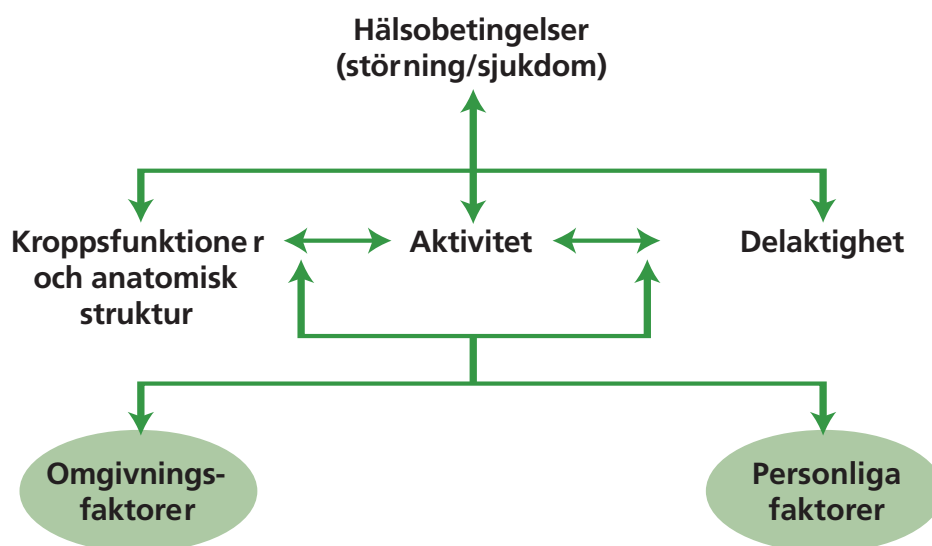 Hälsobetingelser
(störning/sjukdom)
Kroppsfunktioner
och anatomisk
struktur
Aktivitet
Delaktighet
Omgivnings-
faktorer
Personliga
faktorer